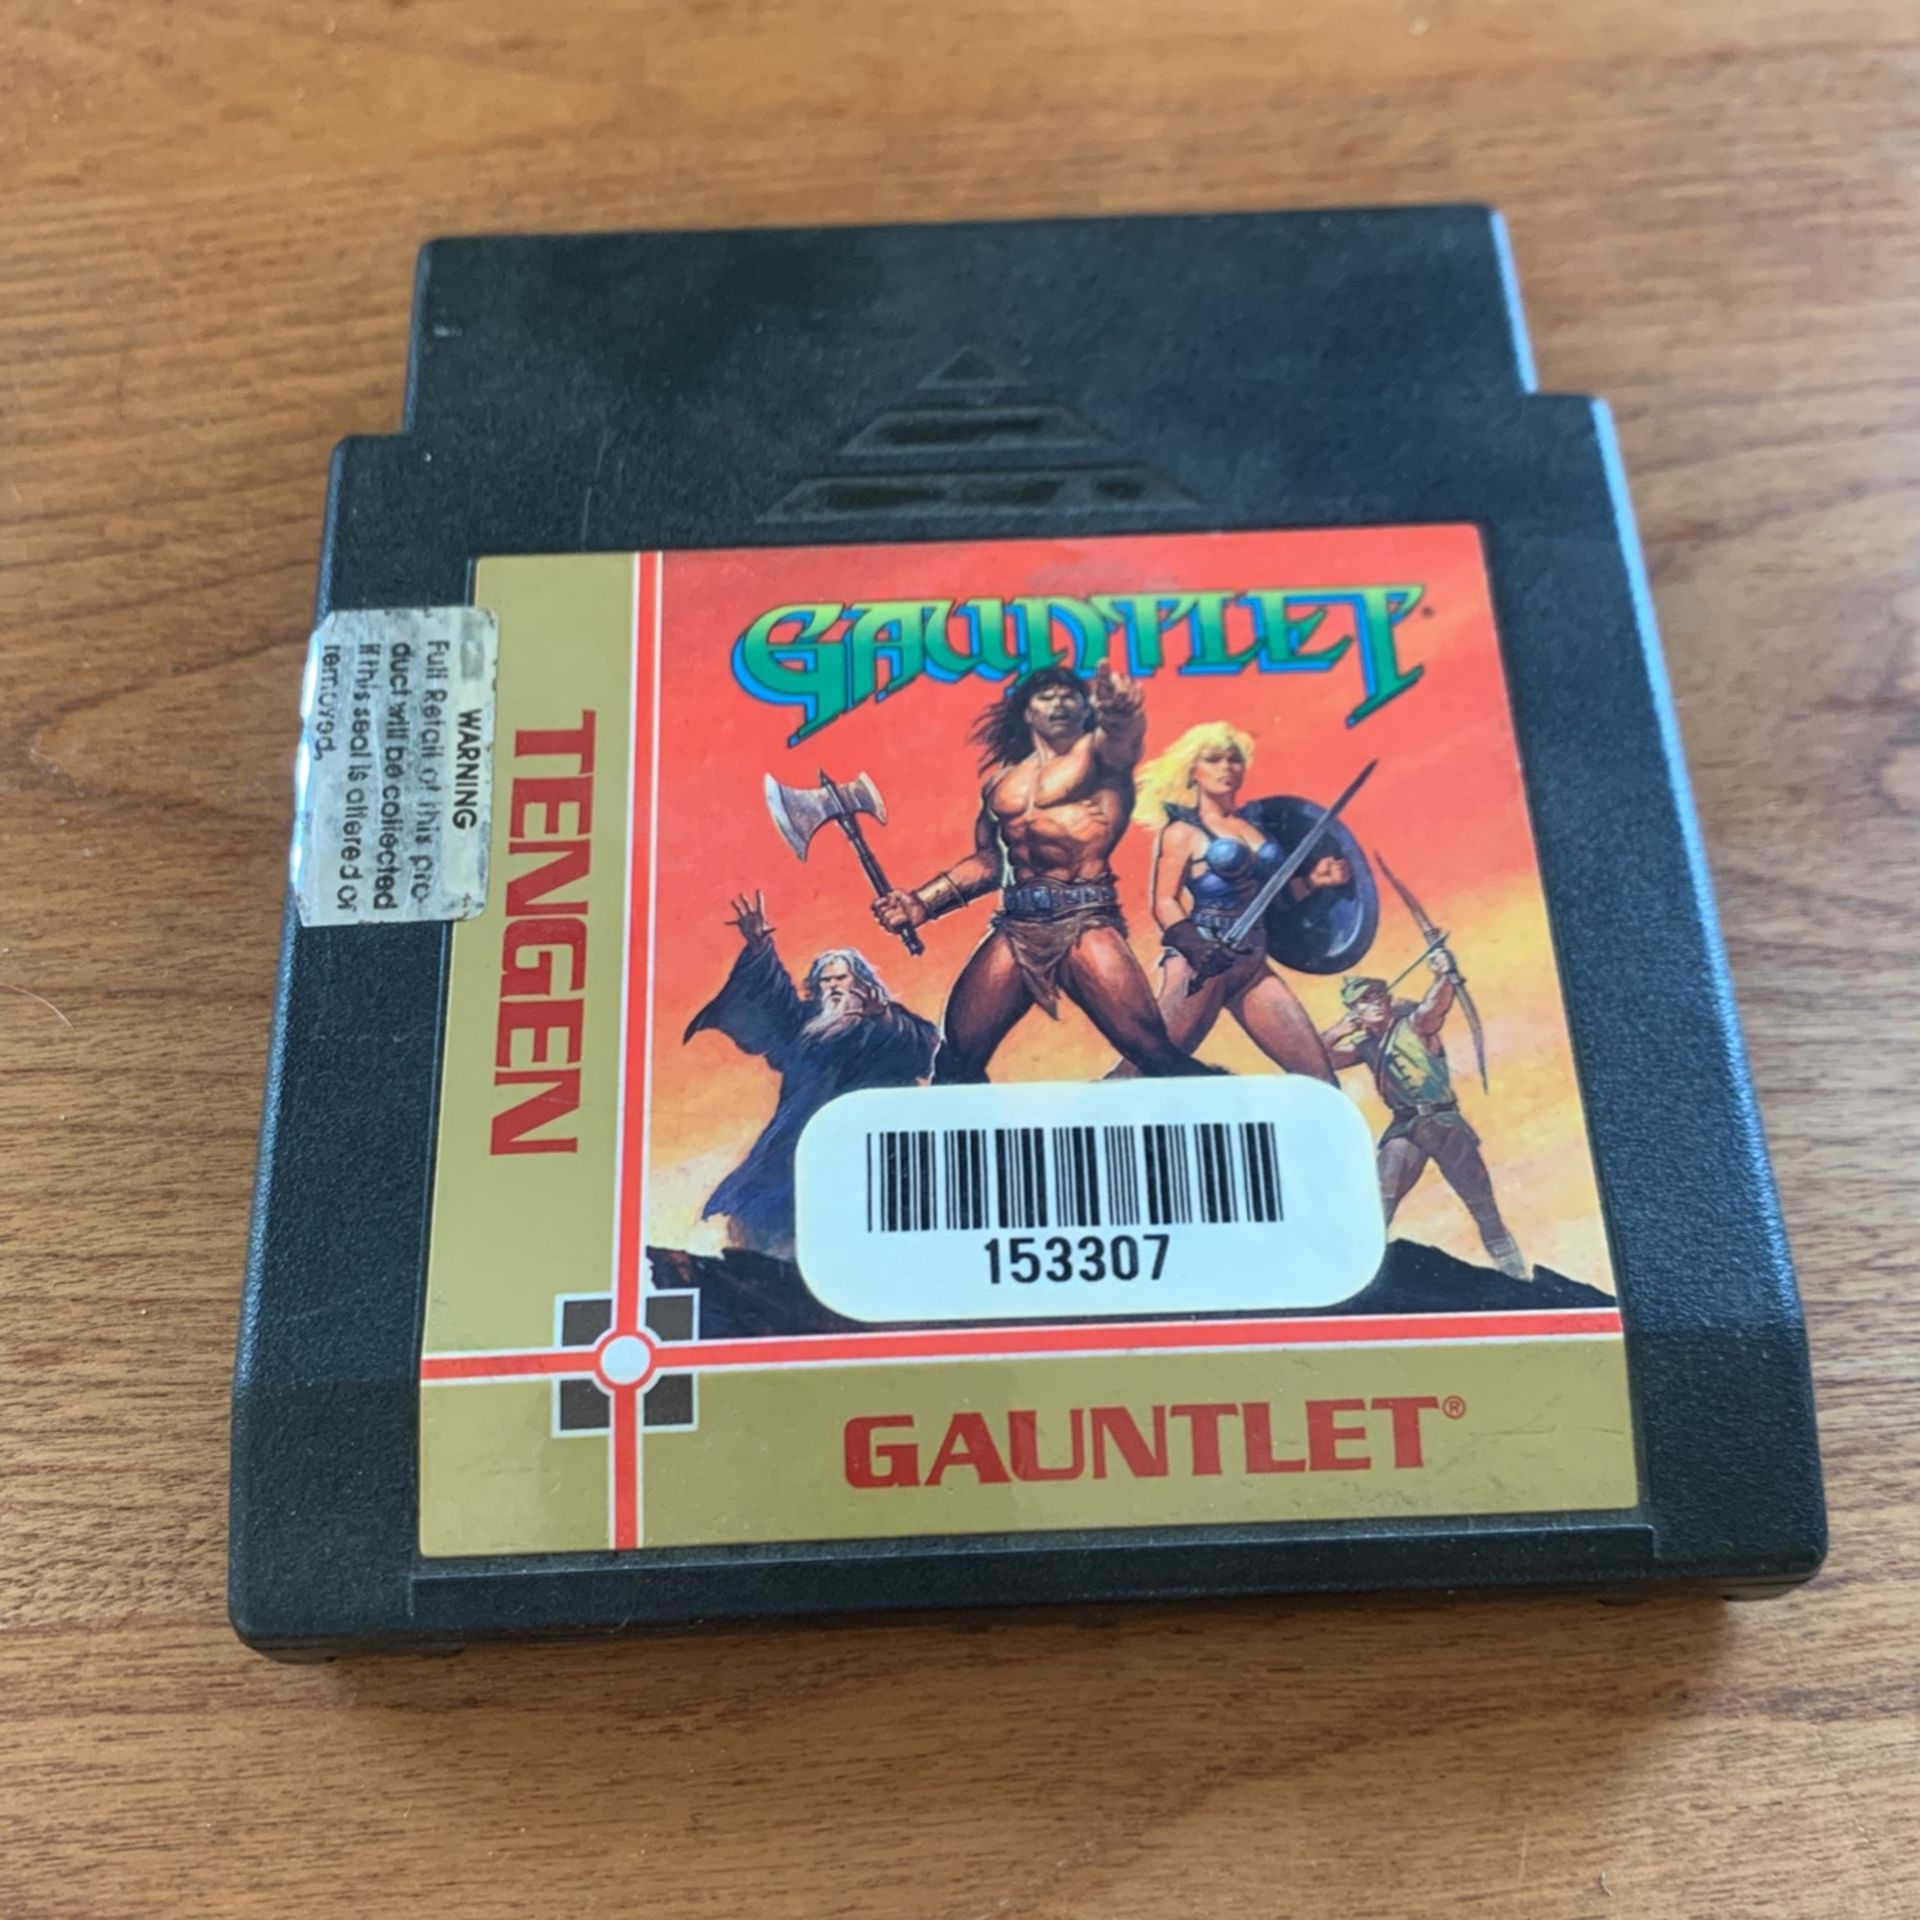 GAUNTLET
WARNING
Full Retail of this pro-
duct will be collected
if this seal is altered or
removed.
TENGEN
153307
GAUNTLET®